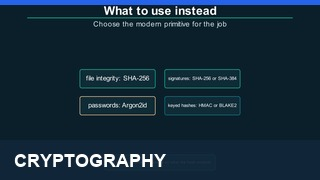 What to use instead
Choose the modern primitive for the job
file integrity: SHA-256
signatures: SHA-256 or SHA-384
passwords: Argon2id
keyed hashes: HMAC or BLAKE2
CRYPTOGRAPHY